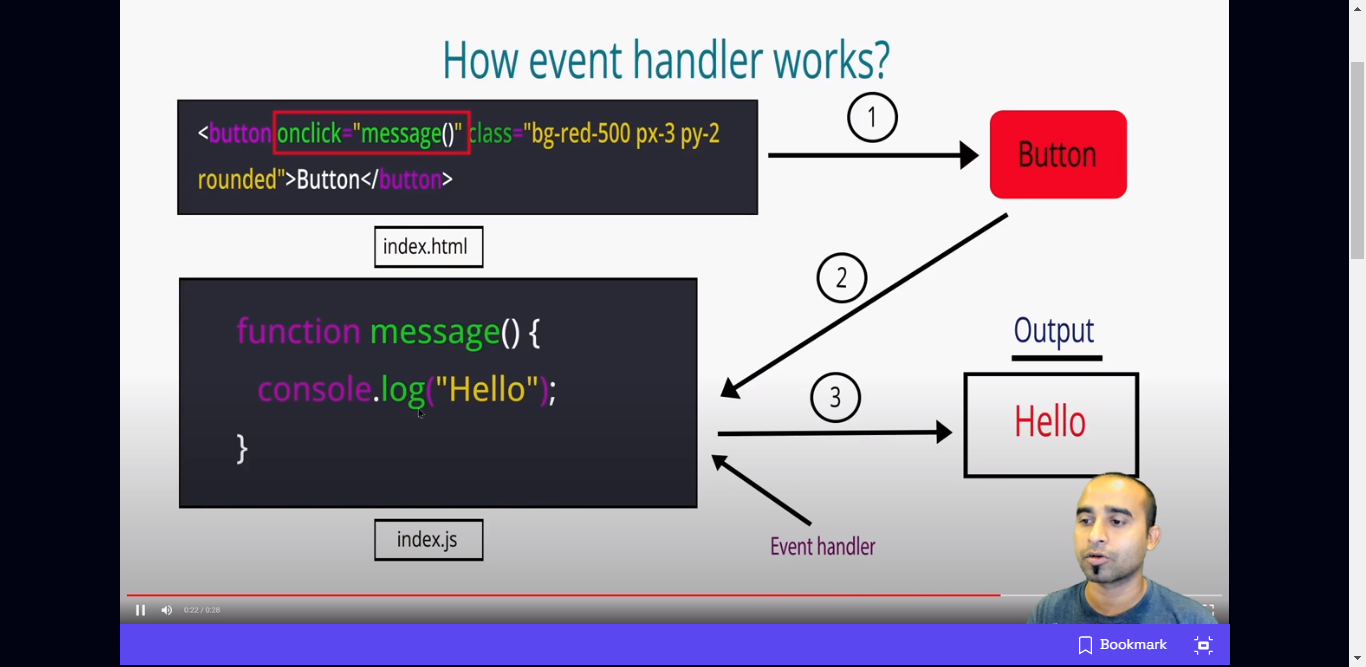 How event handler works?
<button onclick="message()" class="bg-red-500 px-3 py-2
rounded">Button</button>
1
Button
index.html
2
function message() {
console.log("Hello");
}
Output
3
Hello
index.js
Event handler
0:22 / 0:28
Bookmark